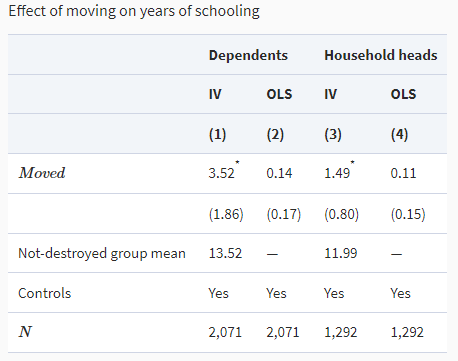 Effect of moving on years of schooling
Dependents Household heads
IV OLS IV OLS
(1) (2) (3) (4)
Moved 3.52* 0.14 1.49* 0.11
(1.86) (0.17) (0.80) (0.15)
Not-destroyed group mean 13.52 — 11.99 —
Controls Yes Yes Yes Yes
N 2,071 2,071 1,292 1,292